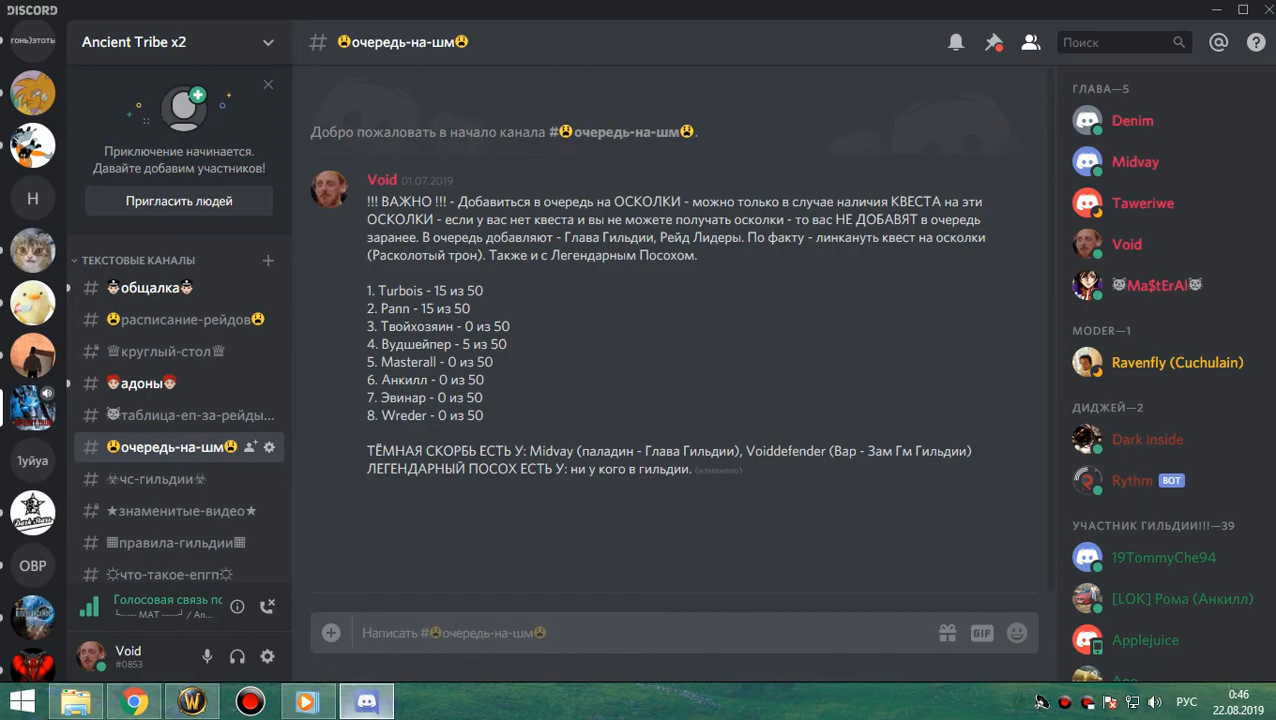 DISCORD
гонь)этоты
Н
1уйуа
ОВР
Ancient Tribe x2
Приключение начинается.
Давайте добавим участников!
Пригласить людей
ТЕКСТОВЫЕ КАНАЛЫ
общалка
расписание-рейдов
круглый-стол
адоны
таблица-еп-за-рейды...
очередь-на-шм
чс-гильдии
★знаменитые-видео★
правила-гильдии
что-такое-епгп
Голосовая связь пс
└---- МАТ ----┘ / An...
Void
#0853
# очередь-на-шм
Поиск
Добро пожаловать в начало канала #очередь-на-шм.
Void 01.07.2019
!!! ВАЖНО !!! - Добавиться в очередь на ОСКОЛКИ - можно только в случае наличия КВЕСТА на эти
ОСКОЛКИ - если у вас нет квеста и вы не можете получать осколки - то вас НЕ ДОБАВЯТ в очередь
заранее. В очередь добавляют - Глава Гильдии, Рейд Лидеры. По факту - линкануть квест на осколки
(Расколотый трон). Также и с Легендарным Посохом.
1. Turbois - 15 из 50
2. Pann - 15 из 50
3. Твойхозяин - 0 из 50
4. Вудшейпер - 5 из 50
5. Masterall - 0 из 50
6. Анкилл - 0 из 50
7. Эвинар - 0 из 50
8. Wreder - 0 из 50
ТЁМНАЯ СКОРБЬ ЕСТЬ У: Midvay (паладин - Глава Гильдии), Voiddefender (Вар - Зам Гм Гильдии)
ЛЕГЕНДАРНЫЙ ПОСОХ ЕСТЬ У: ни у кого в гильдии. (изменено)
Написать #очередь-на-шм
GIF
ГЛАВА—5
Denim
Midvay
Taweriwe
Void
Ma$tErAl
MODER—1
Ravenfly (Cuchulain)
ДИДЖЕЙ—2
Dark inside
Rythm BOT
УЧАСТНИК ГИЛЬДИИ!!!—39
19TommyChe94
[LOK] Рома (Анкилл)
Applejuice
РУС
0:46
22.08.2019